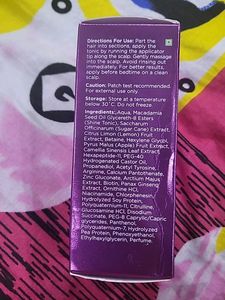 Directions For Use: Part the
hair into sections, apply the
tonic by running the applicator
tip along the scalp. Gently massage
into the scalp. Avoid rinsing out
immediately. For better results,
apply before bedtime on a clean
scalp.
Caution: Patch test recommended.
For external use only.
Storage: Store at a temperature
below 30° C. Do not freeze.
Ingredients: Aqua, Macadamia
Seed Oil Glycereth-8 Esters
(Shine Tonic), Saccharum
Officinarum (Sugar Cane) Extract,
Citrus Limon (Lemon) Fruit
Extract, Betaine, Hexylene Glycol,
Pyrus Malus (Apple) Fruit Extract,
Camellia Sinensis Leaf Extract,
Hexapeptide-11, PEG-40
Hydrogenated Castor Oil,
Redensidol, Acetyl Tyrosine,
Arginine, Calcium Pantothenate,
Zinc Gluconate, Arctium Majus
Extract, Biotin, Panax Ginseng
Extract, Ornithine HCl,
Niacinamide, Chlorphenesin,
Hydrolyzed Soy Protein,
Polyquaternium-11, Citrulline,
Glucosamine HCl, Disodium
Succinate, PEG-8 Caprylic/Capric
glycerides, Panthenol,
Polyquaternium-7, Hydrolyzed
Pea Protein, Phenoxyethanol,
Ethylhexylglycerin, Perfume.